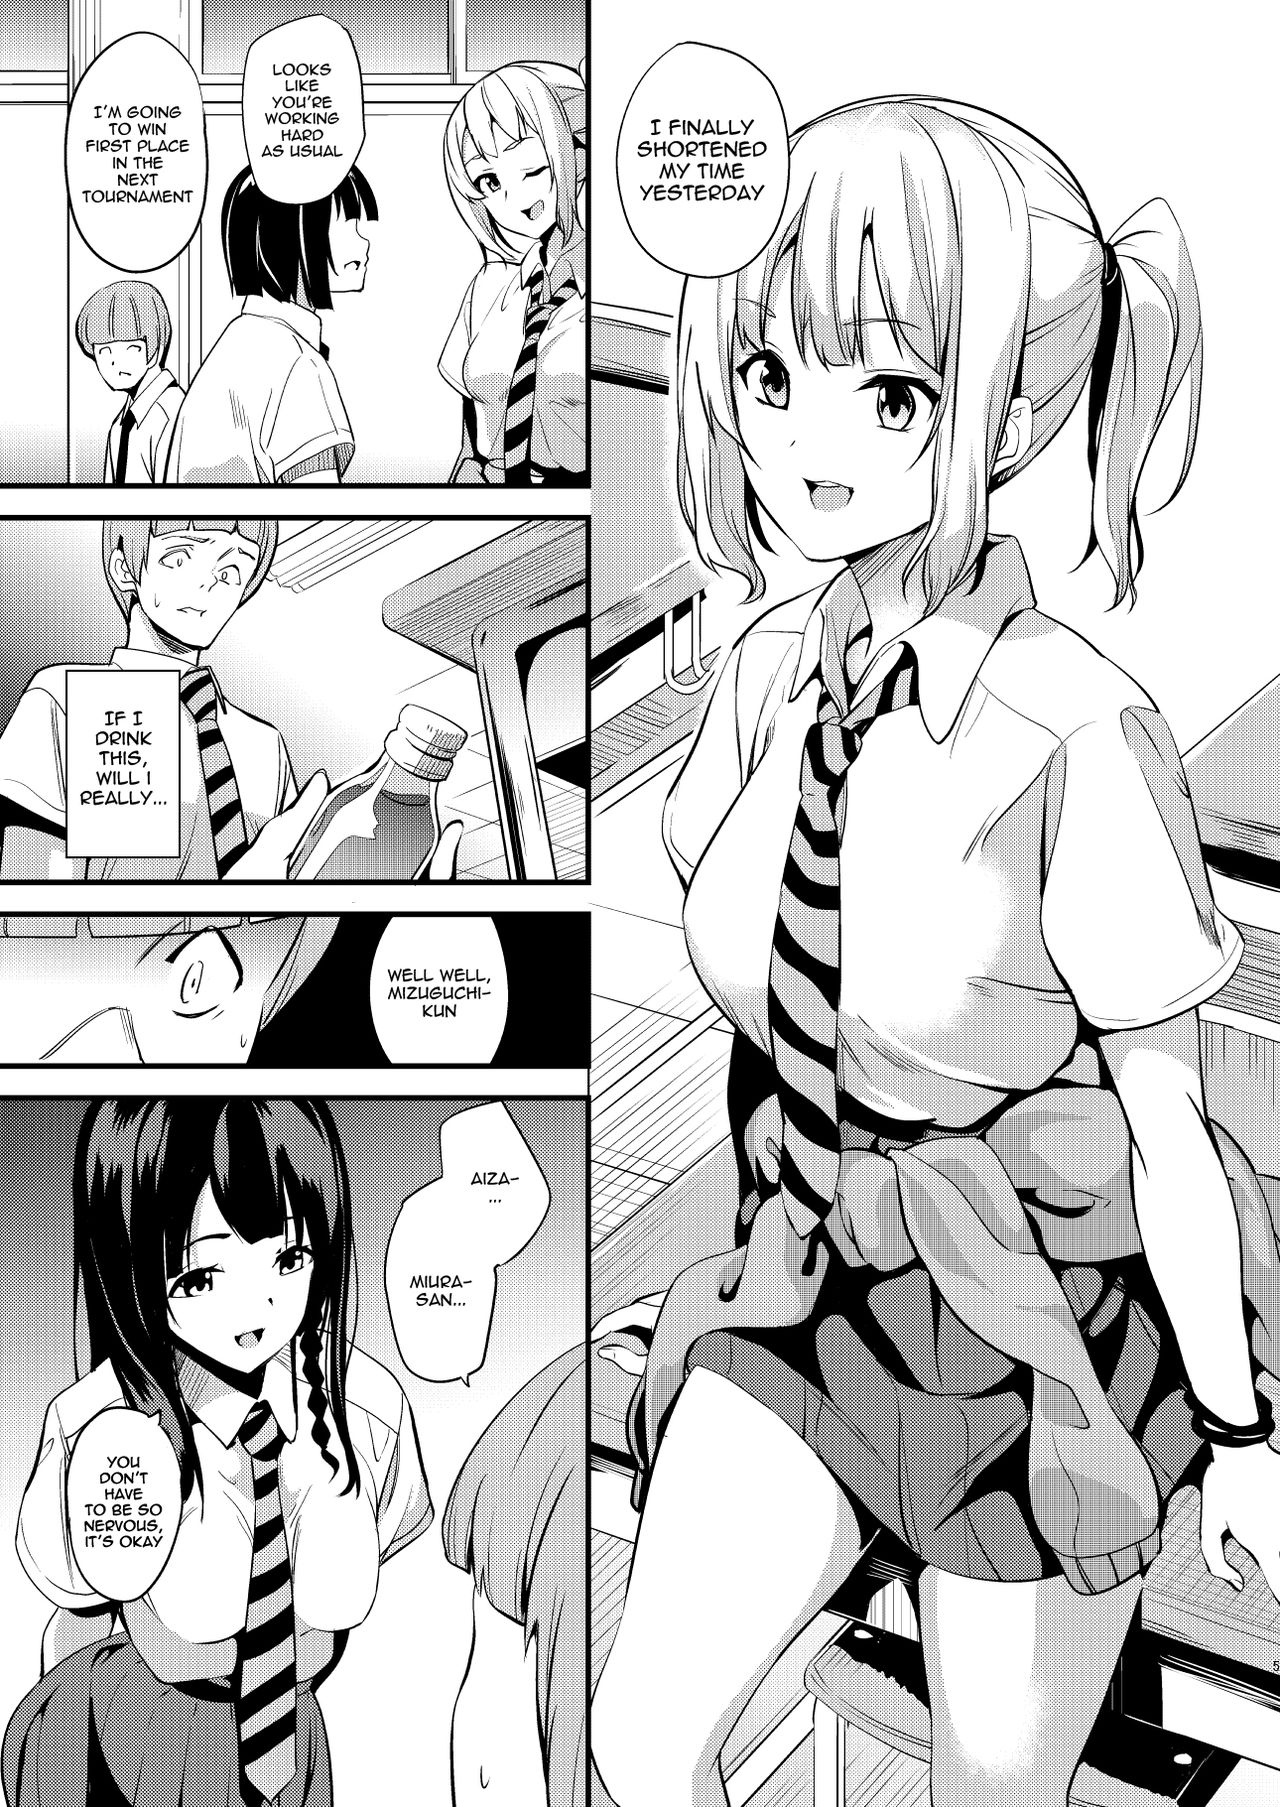 I FINALLY
SHORTENED
MY TIME
YESTERDAY
LOOKS
LIKE
YOU'RE
WORKING
HARD
AS USUAL
I'M GOING
TO WIN
FIRST PLACE
IN THE
NEXT
TOURNAMENT
IF I
DRINK
THIS,
WILL I
REALLY...
WELL WELL,
MIZUGUCHI-
KUN
AIZA-
...
MIURA-
SAN...
YOU
DON'T
HAVE
TO BE SO
NERVOUS,
IT'S OKAY
5